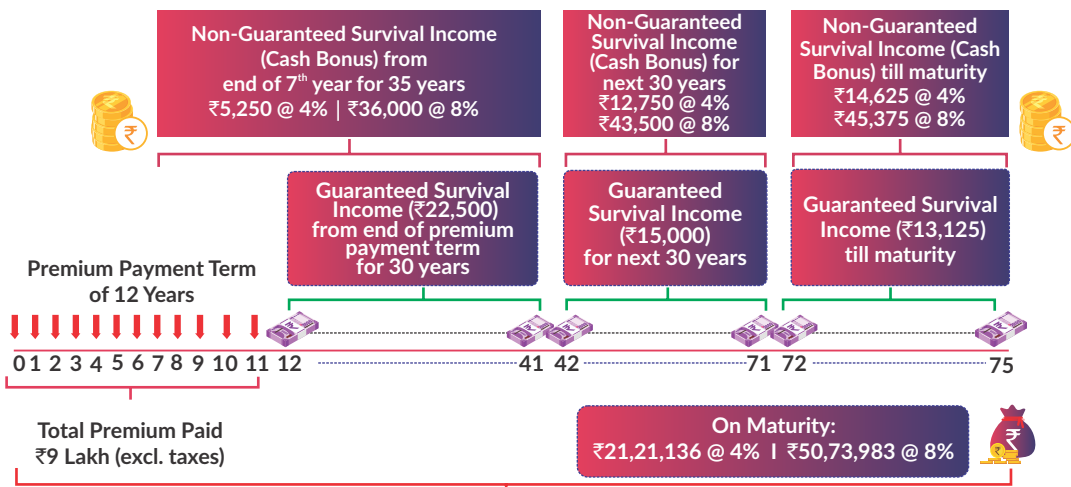 Non-Guaranteed Survival Income
(Cash Bonus) from
end of 7th year for 35 years
₹5,250 @ 4% | ₹36,000 @ 8%
Non-Guaranteed
Survival Income
(Cash Bonus) for
next 30 years
₹12,750 @ 4%
₹43,500 @ 8%
Non-Guaranteed
Survival Income (Cash
Bonus) till maturity
₹14,625 @ 4%
₹45,375 @ 8%
Guaranteed Survival
Income (₹22,500)
from end of premium
payment term
for 30 years
Guaranteed
Survival Income
(₹15,000)
for next 30 years
Guaranteed Survival
Income (₹13,125)
till maturity
Premium Payment Term
of 12 Years
0 1 2 3 4 5 6 7 8 9 10 11 12 41 42 71 72 75
Total Premium Paid
₹9 Lakh (excl. taxes)
On Maturity:
₹21,21,136 @ 4% I ₹50,73,983 @ 8%